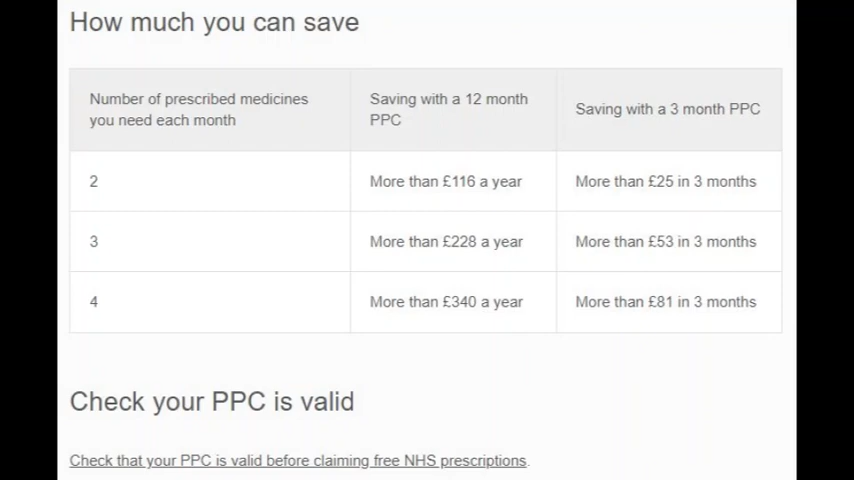 How much you can save
Number of prescribed medicines
you need each month
Saving with a 12 month
PPC
Saving with a 3 month PPC
2
More than £116 a year
More than £25 in 3 months
3
More than £228 a year
More than £53 in 3 months
4
More than £340 a year
More than £81 in 3 months
Check your PPC is valid
Check that your PPC is valid before claiming free NHS prescriptions.